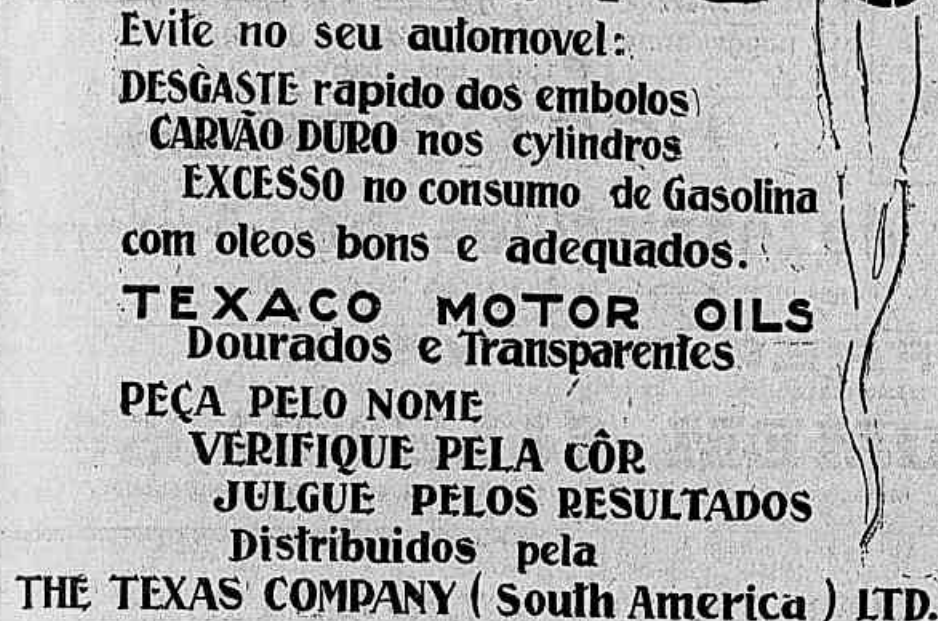 Evite no seu automovel:
DESGASTE rapido dos embolos
CARVÃO DURO nos cylindros
EXCESSO no consumo de Gasolina
com oleos bons e adequados.
TEXACO MOTOR OILS
Dourados e Transparentes
PEÇA PELO NOME
VERIFIQUE PELA CÔR
JULGUE PELOS RESULTADOS
Distribuidos pela
THE TEXAS COMPANY (South America) LTD.